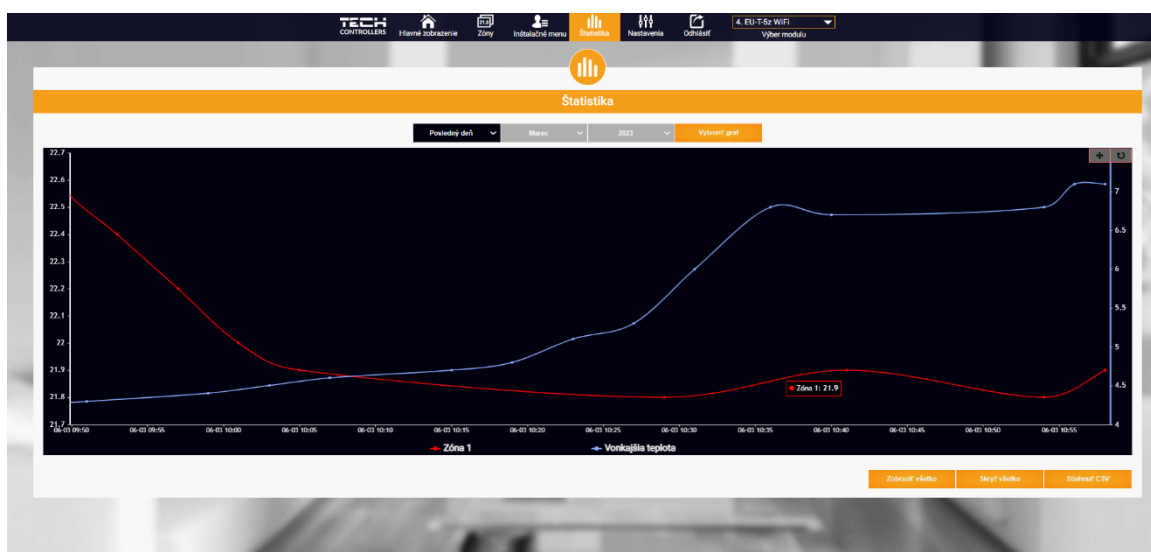 TECH
CONTROLLERS
Hlavné zobrazenie
Zóny
Inštalačné menu
Štatistika
Nastavenia
Odhlásiť
4. EU-T-5z WiFi
Výber modulu
Štatistika
Posledný deň
Marec
2023
Vytvoriť graf
22.7
22.6
22.5
22.4
22.3
22.2
22.1
22
21.9
21.8
21.7
7
6.5
6
5.5
5
4.5
4
Zóna 1: 21.9
06-03 09:50
06-03 09:55
06-03 10:00
06-03 10:05
06-03 10:10
06-03 10:15
06-03 10:20
06-03 10:25
06-03 10:30
06-03 10:35
06-03 10:40
06-03 10:45
06-03 10:50
06-03 10:55
Zóna 1
Vonkajšia teplota
Zobraziť všetko
Skryť všetko
Stiahnuť CSV